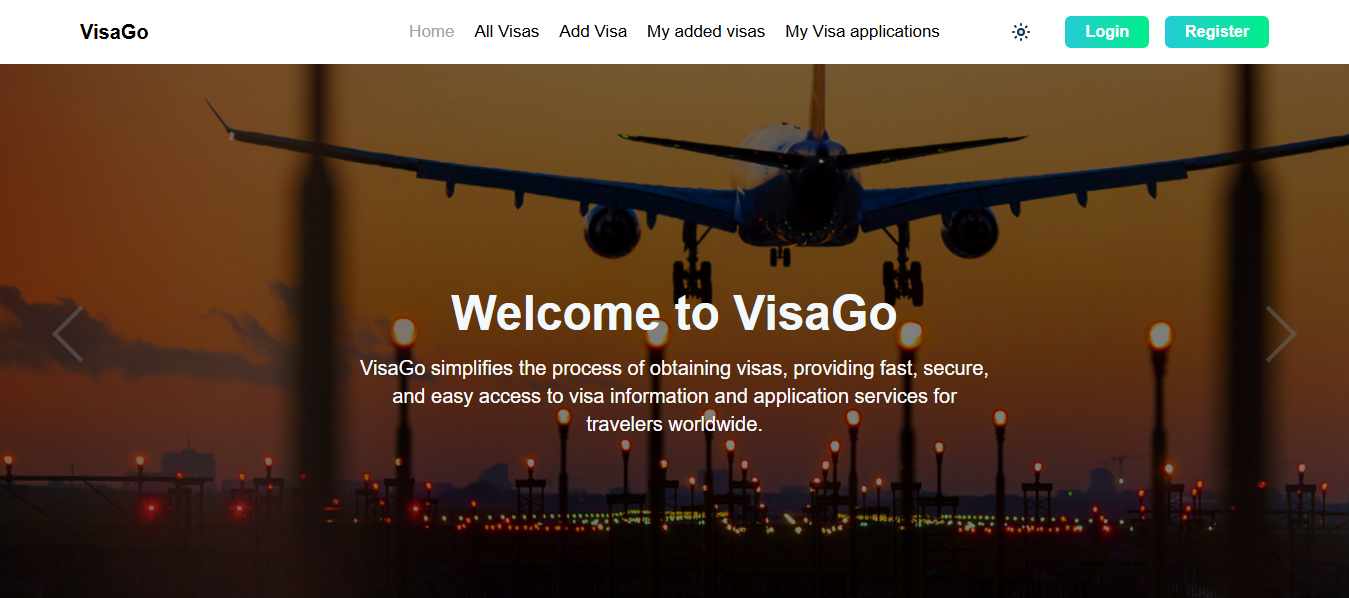 VisaGo
Home
All Visas
Add Visa
My added visas
My Visa applications
Login
Register
Welcome to VisaGo
VisaGo simplifies the process of obtaining visas, providing fast, secure,
and easy access to visa information and application services for
travelers worldwide.